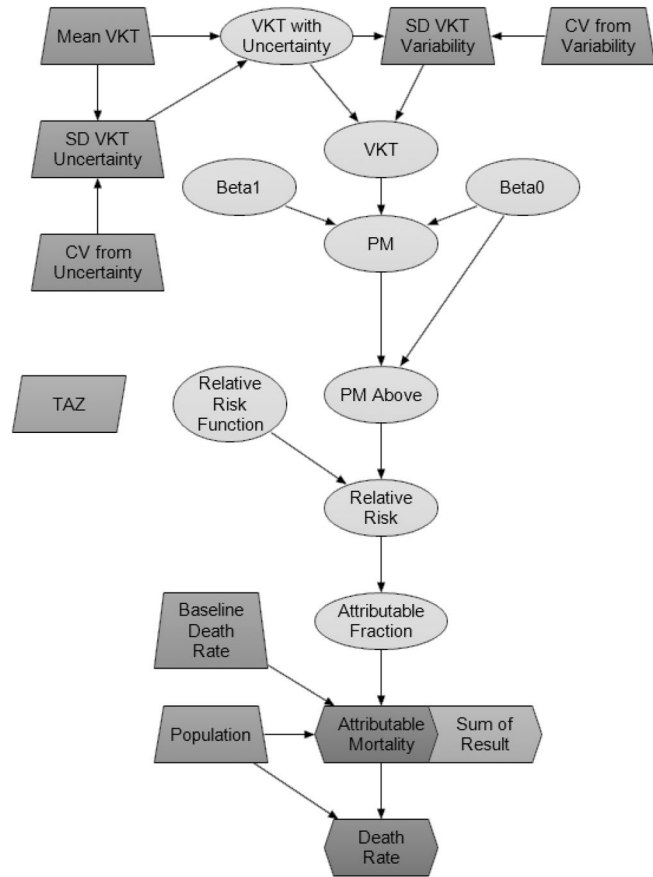 Mean VKT
VKT with
Uncertainty
SD VKT
Variability
CV from
Variability
SD VKT
Uncertainty
VKT
Beta1
Beta0
PM
CV from
Uncertainty
TAZ
Relative
Risk
Function
PM Above
Relative
Risk
Baseline
Death
Rate
Attributable
Fraction
Population
Attributable
Mortality
Sum of
Result
Death
Rate